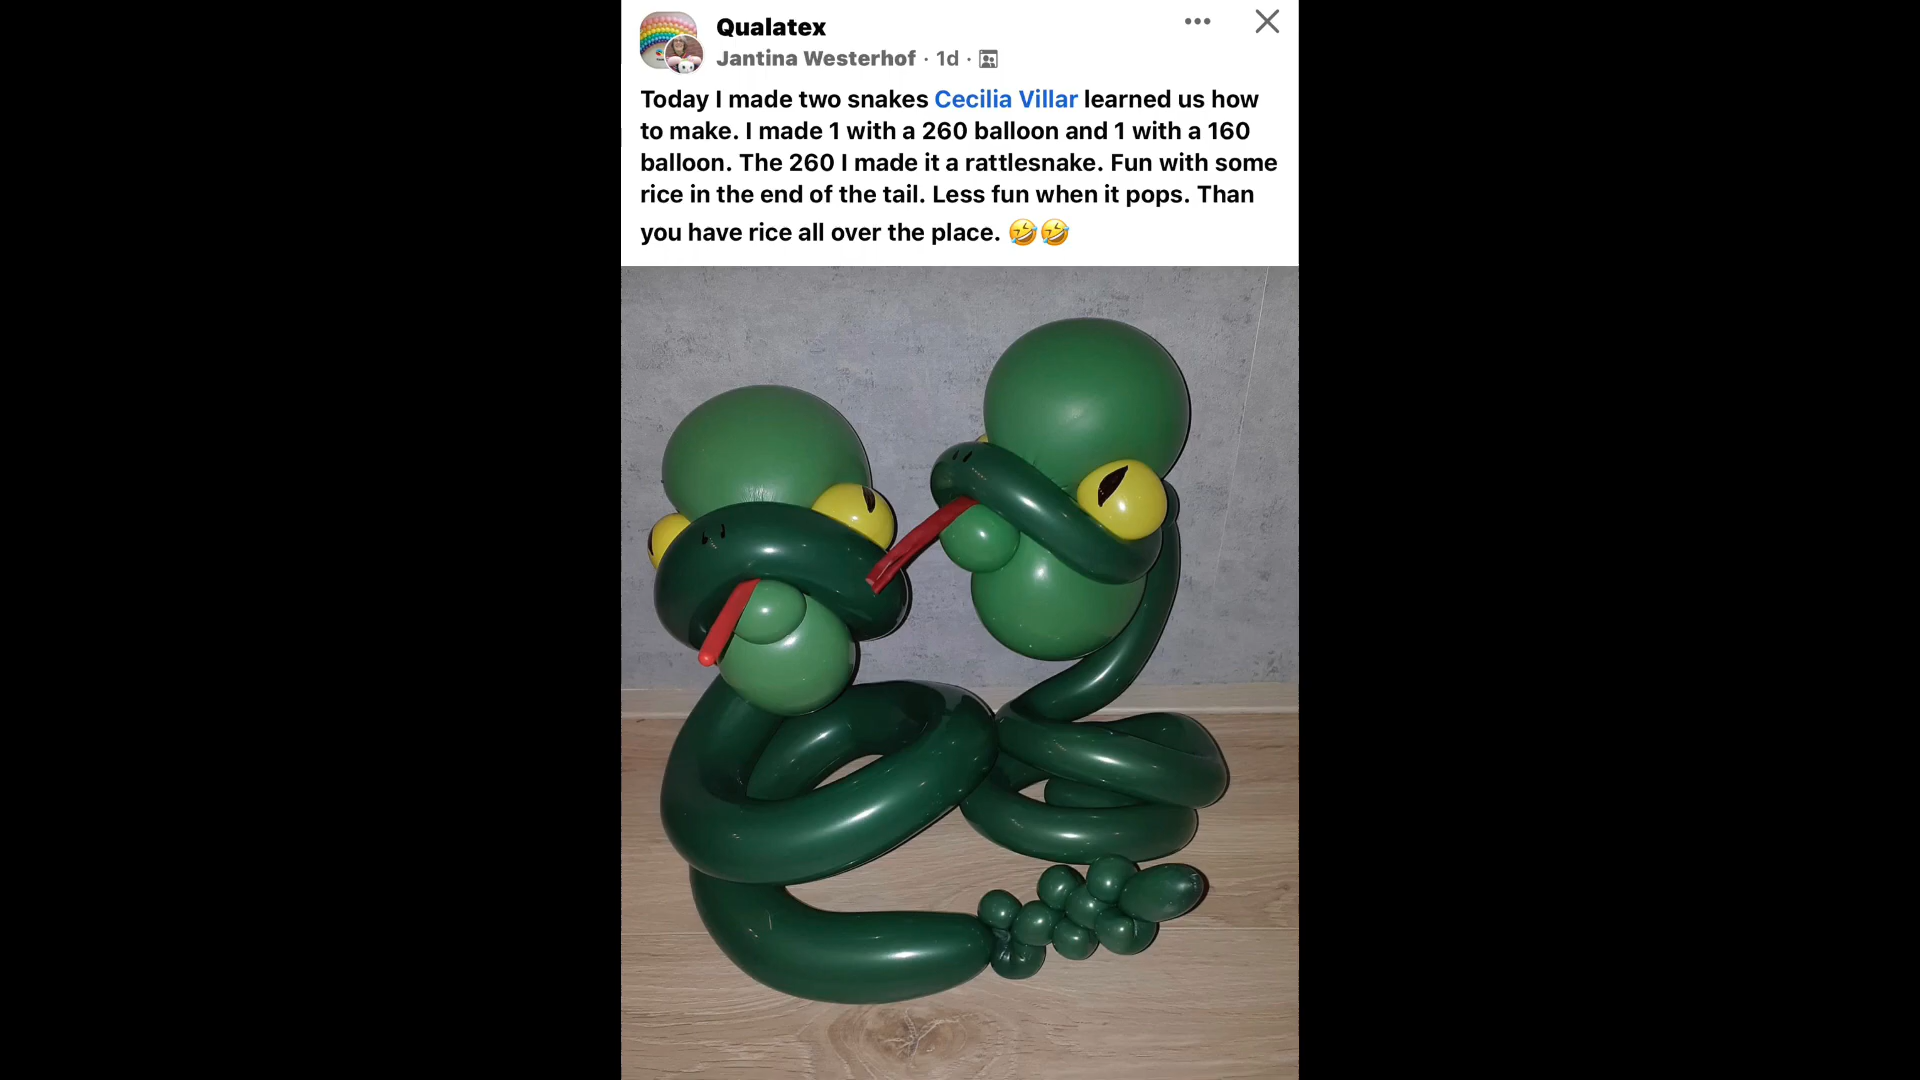 Qualatex
Jantina Westerhof · 1d ·
Today I made two snakes Cecilia Villar learned us how
to make. I made 1 with a 260 balloon and 1 with a 160
balloon. The 260 I made it a rattlesnake. Fun with some
rice in the end of the tail. Less fun when it pops. Than
you have rice all over the place. 🤣🤣